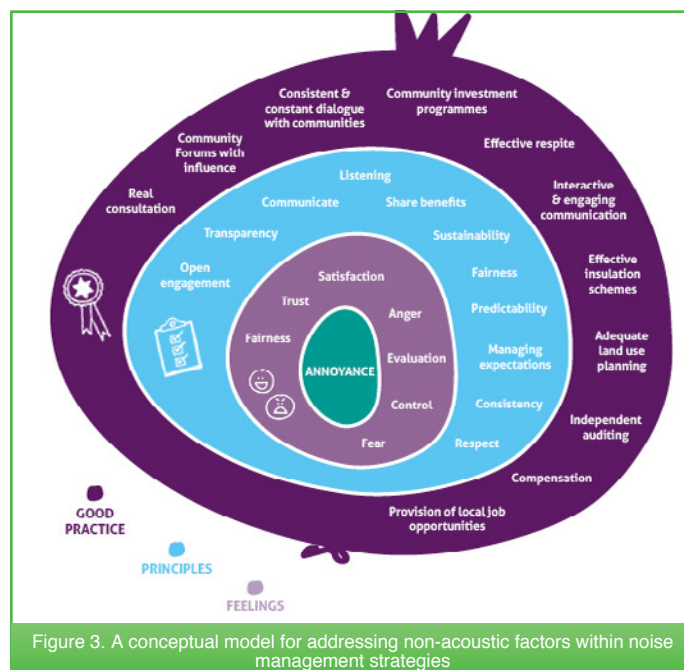 Consistent &
constant dialogue
with communities
Community investment
programmes
Community
Forums with
influence
Effective respite
Real
consultation
Interactive
& engaging
communication
Effective
insulation
schemes
Adequate
land use
planning
Independent
auditing
Compensation
Provision of local job
opportunities
Listening
Communicate
Share benefits
Transparency
Sustainability
Open
engagement
Fairness
Predictability
Managing
expectations
Consistency
Respect
Satisfaction
Trust
Anger
Fairness
Evaluation
Control
Fear
ANNOYANCE
GOOD
PRACTICE
PRINCIPLES
FEELINGS
Figure 3. A conceptual model for addressing non-acoustic factors within noise
management strategies